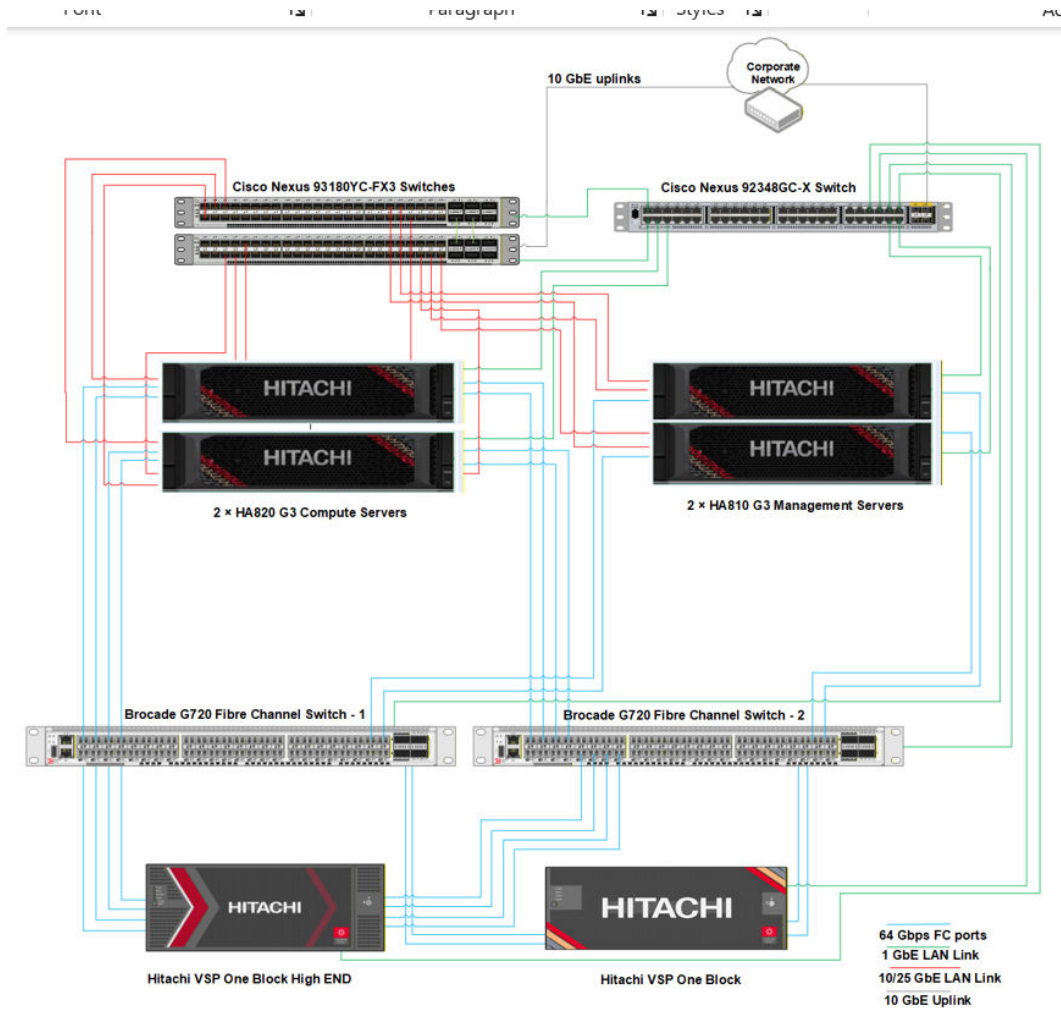 Font
Paragraph
Styles
10 GbE uplinks
Corporate
Network
Cisco Nexus 93180YC-FX3 Switches
Cisco Nexus 92348GC-X Switch
HITACHI
HITACHI
HITACHI
HITACHI
2 × HA820 G3 Compute Servers
2 × HA810 G3 Management Servers
Brocade G720 Fibre Channel Switch - 1
Brocade G720 Fibre Channel Switch - 2
HITACHI
HITACHI
Hitachi VSP One Block High END
Hitachi VSP One Block
64 Gbps FC ports
1 GbE LAN Link
10/25 GbE LAN Link
10 GbE Uplink